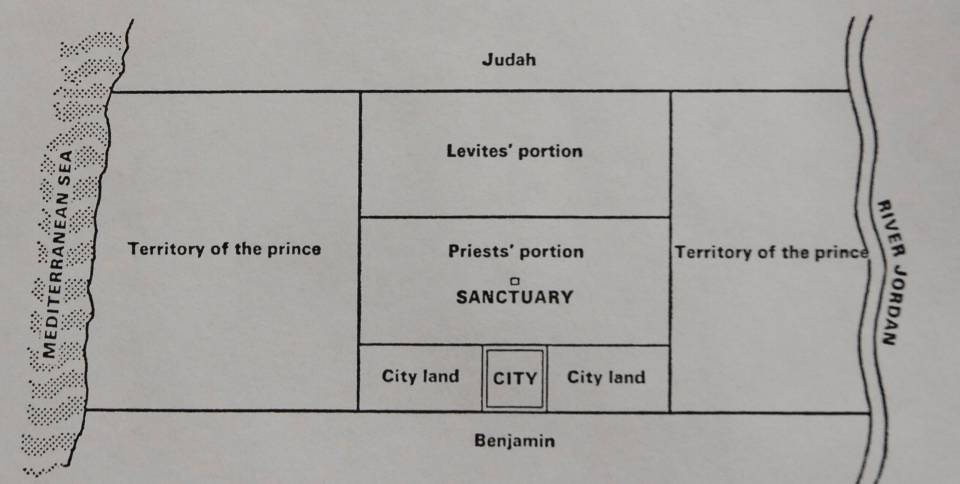 Judah
Levites' portion
MEDITERRANEAN SEA
Territory of the prince
Priests' portion
SANCTUARY
Territory of the prince
RIVER JORDAN
City land
CITY
City land
Benjamin